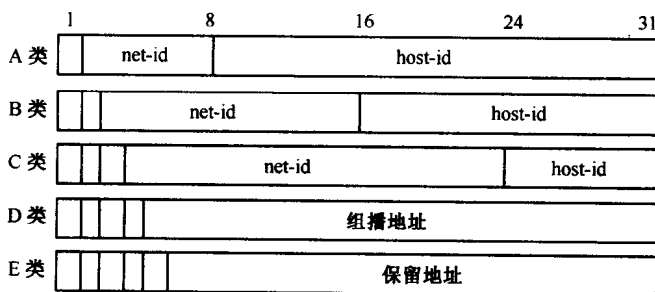 1 8 16 24 31
A 类 net-id host-id
B 类 net-id host-id
C 类 net-id host-id
D 类 组播地址
E 类 保留地址